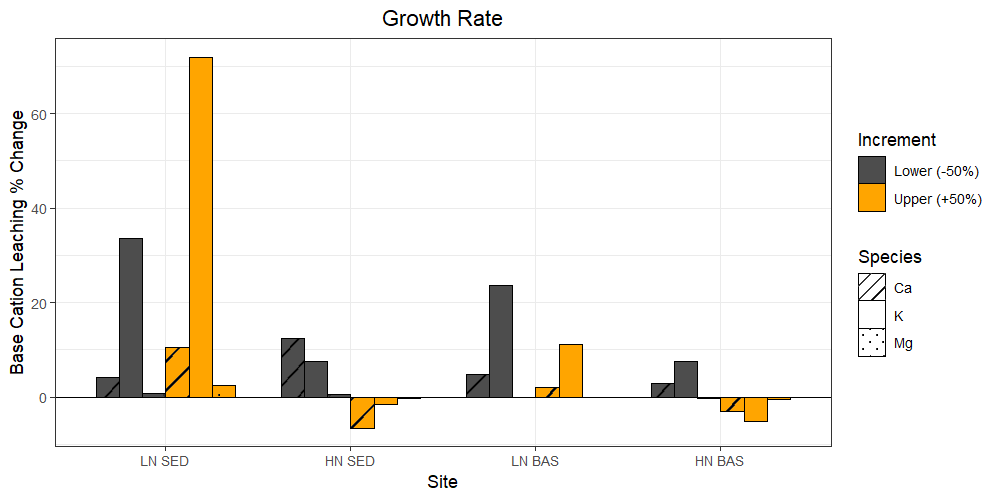 Growth Rate
Base Cation Leaching % Change
60
40
20
0
LN SED
HN SED
LN BAS
HN BAS
Site
Increment
Lower (-50%)
Upper (+50%)
Species
Ca
K
Mg